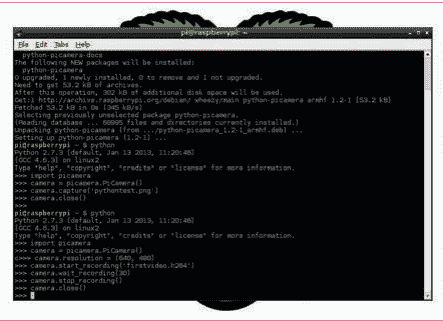 pi@raspberrypi: ~
File Edit Tabs Help
python-picamera-docs
The following NEW packages will be installed:
python-picamera
0 upgraded, 1 newly installed, 0 to remove and 1 not upgraded.
Need to get 53.2 kB of archives.
After this operation, 302 kB of additional disk space will be used.
Get:1 http://archive.raspberrypi.org/debian/ wheezy/main python-picamera armhf 1.2-1 [53.2 kB]
Fetched 53.2 kB in 0s (345 kB/s)
Selecting previously unselected package python-picamera.
(Reading database ... 66995 files and directories currently installed.)
Unpacking python-picamera (from .../python-picamera_1.2-1_armhf.deb) ...
Setting up python-picamera (1.2-1) ...
pi@raspberrypi ~ $ python
Python 2.7.3 (default, Jan 13 2013, 11:20:46)
[GCC 4.6.3] on linux2
Type "help", "copyright", "credits" or "license" for more information.
>>> import picamera
>>> camera = picamera.PiCamera()
>>> camera.capture('pythontest.png')
>>> camera.close()
>>>
pi@raspberrypi ~ $ python
Python 2.7.3 (default, Jan 13 2013, 11:20:46)
[GCC 4.6.3] on linux2
Type "help", "copyright", "credits" or "license" for more information.
>>> import picamera
>>> camera = picamera.PiCamera()
>>> camera.resolution = (640, 480)
>>> camera.start_recording('firstvideo.h264')
>>> camera.wait_recording(30)
>>> camera.stop_recording()
>>> camera.close()
>>>